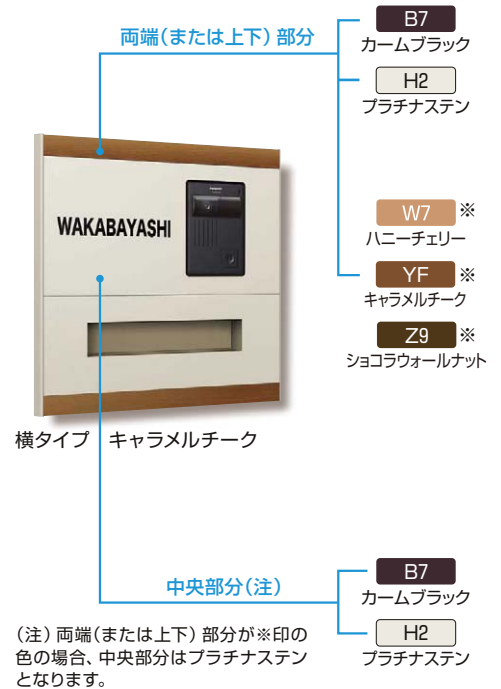 両端(または上下)部分
B7
カームブラック
H2
プラチナステン
W7 ※
ハニーチェリー
YF ※
キャラメルチーク
Z9 ※
ショコラウォールナット
WAKABAYASHI
横タイプ キャラメルチーク
中央部分(注)
B7
カームブラック
H2
プラチナステン
(注)両端(または上下)部分が※印の
色の場合、中央部分はプラチナステン
となります。